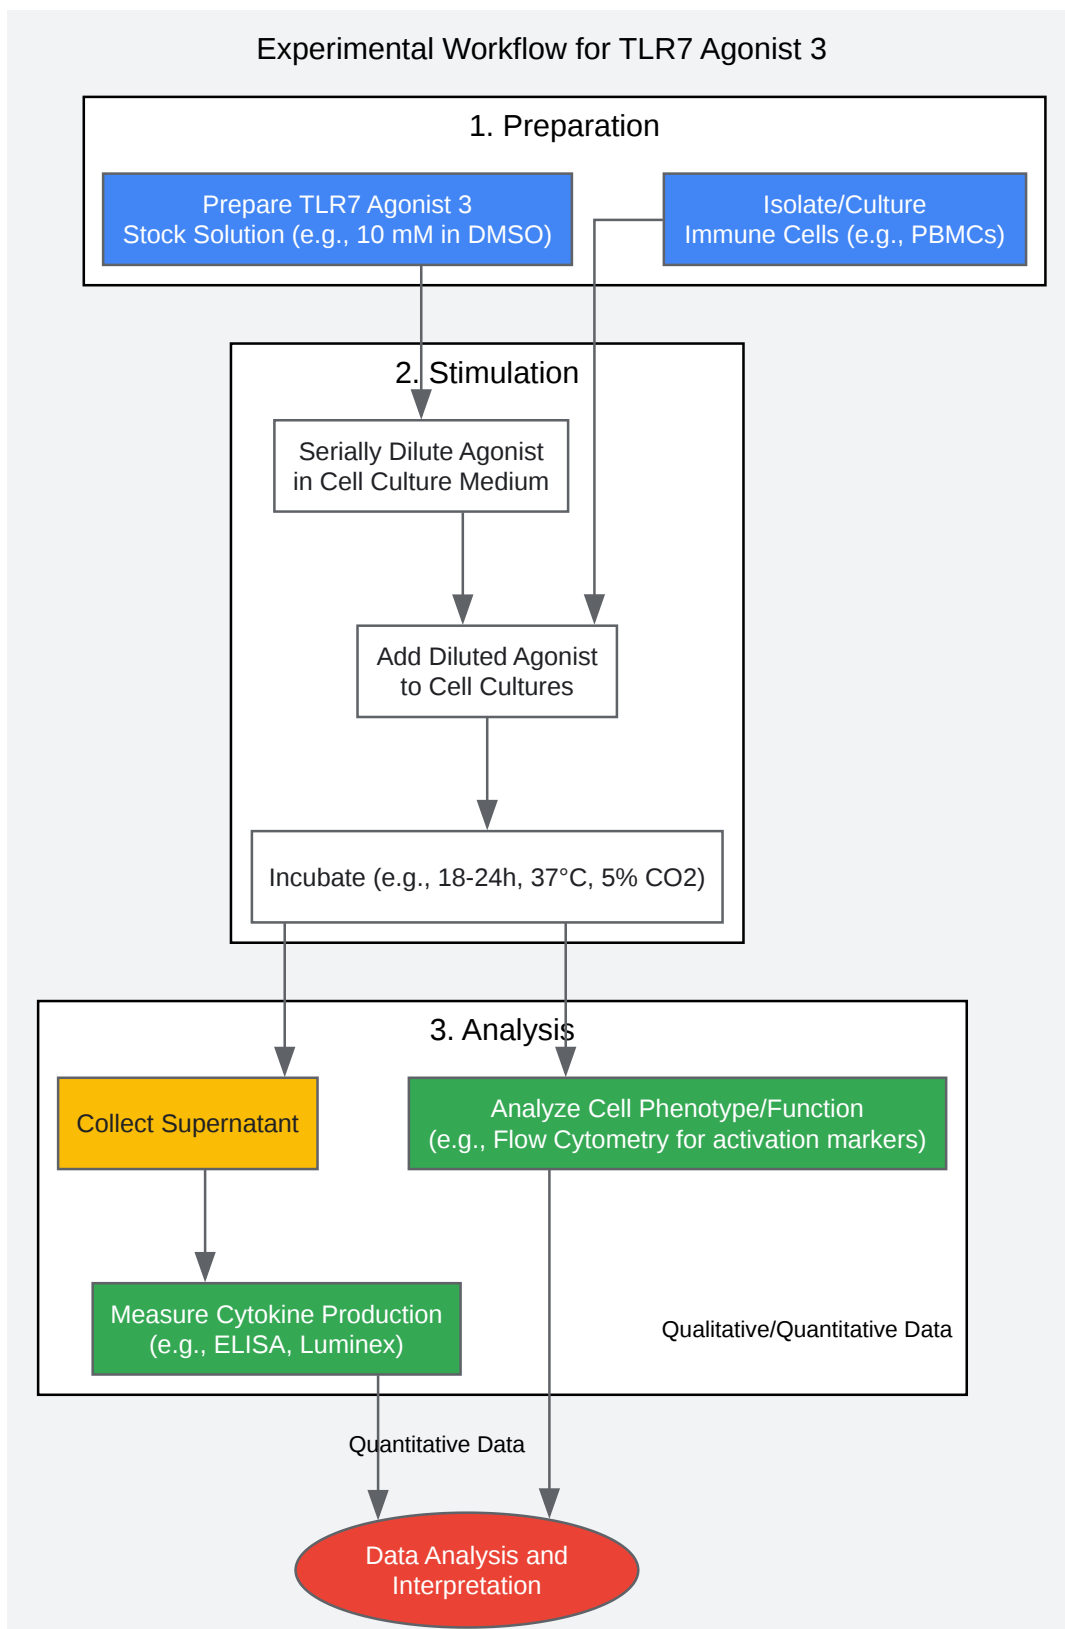 Experimental Workflow for TLR7 Agonist 3
1. Preparation
Prepare TLR7 Agonist 3
Stock Solution (e.g., 10 mM in DMSO)
Isolate/Culture
Immune Cells (e.g., PBMCs)
2. Stimulation
Serially Dilute Agonist
in Cell Culture Medium
Add Diluted Agonist
to Cell Cultures
Incubate (e.g., 18-24h, 37°C, 5% CO2)
3. Analysis
Collect Supernatant
Analyze Cell Phenotype/Function
(e.g., Flow Cytometry for activation markers)
Measure Cytokine Production
(e.g., ELISA, Luminex)
Qualitative/Quantitative Data
Quantitative Data
Data Analysis and
Interpretation